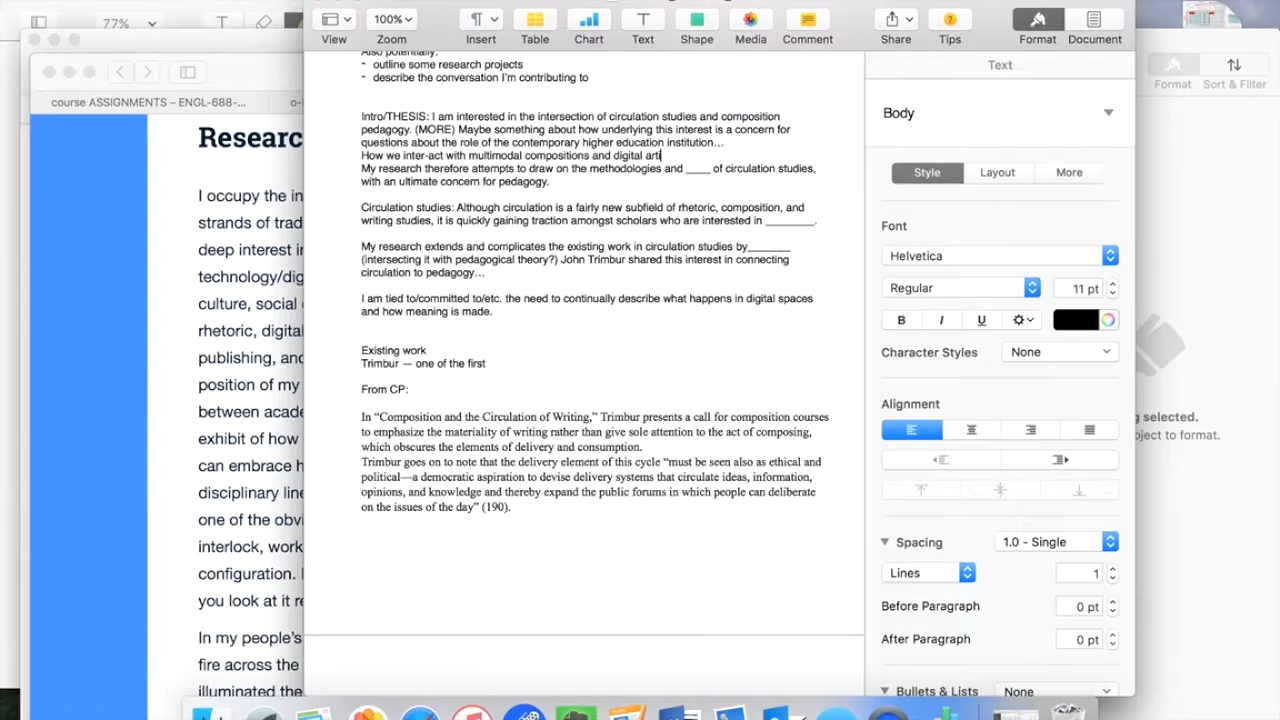 77%
100%
View
Zoom
Insert
Table
Chart
Text
Shape
Media
Comment
Share
Tips
Format
Document
Format
Sort & Filter
course ASSIGNMENTS – ENGL-688-...
Researc
I occupy the in
strands of trad
deep interest in
technology/dig
culture, social
rhetoric, digital
publishing, and
position of my
between acade
exhibit of how
can embrace h
disciplinary line
one of the obvi
interlock, work
configuration. I
you look at it re
In my people's
fire across the
illuminated the
Also potentially:
- outline some research projects
- describe the conversation I'm contributing to
Intro/THESIS: I am interested in the intersection of circulation studies and composition
pedagogy. (MORE) Maybe something about how underlying this interest is a concern for
questions about the role of the contemporary higher education institution…
How we inter-act with multimodal compositions and digital arti
My research therefore attempts to draw on the methodologies and ____ of circulation studies,
with an ultimate concern for pedagogy.
Circulation studies: Although circulation is a fairly new subfield of rhetoric, composition, and
writing studies, it is quickly gaining traction amongst scholars who are interested in ________.
My research extends and complicates the existing work in circulation studies by_______
(intersecting it with pedagogical theory?) John Trimbur shared this interest in connecting
circulation to pedagogy…
I am tied to/committed to/etc. the need to continually describe what happens in digital spaces
and how meaning is made.
Existing work
Trimbur — one of the first
From CP:
In “Composition and the Circulation of Writing,” Trimbur presents a call for composition courses
to emphasize the materiality of writing rather than give sole attention to the act of composing,
which obscures the elements of delivery and consumption.
Trimbur goes on to note that the delivery element of this cycle “must be seen also as ethical and
political—a democratic aspiration to devise delivery systems that circulate ideas, information,
opinions, and knowledge and thereby expand the public forums in which people can deliberate
on the issues of the day” (190).
Text
Body
Style
Layout
More
Font
Helvetica
Regular
11 pt
B
I
U
Character Styles
None
Alignment
Spacing
1.0 - Single
Lines
1
Before Paragraph
0 pt
After Paragraph
0 pt
Bullets & Lists
None
g selected.
bject to format.